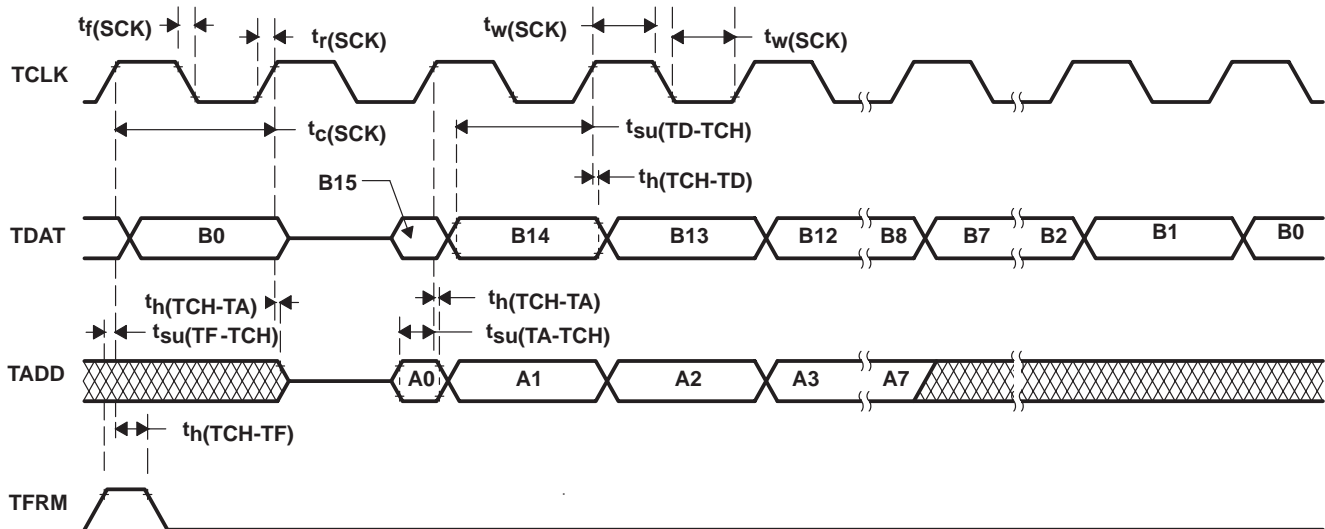 tf(SCK)
tr(SCK)
tw(SCK)
tw(SCK)
TCLK
tc(SCK)
tsu(TD-TCH)
B15
th(TCH-TD)
TDAT
B0
B14
B13
B12
B8
B7
B2
B1
B0
th(TCH-TA)
th(TCH-TA)
tsu(TF-TCH)
tsu(TA-TCH)
TADD
A0
A1
A2
A3
A7
th(TCH-TF)
TFRM